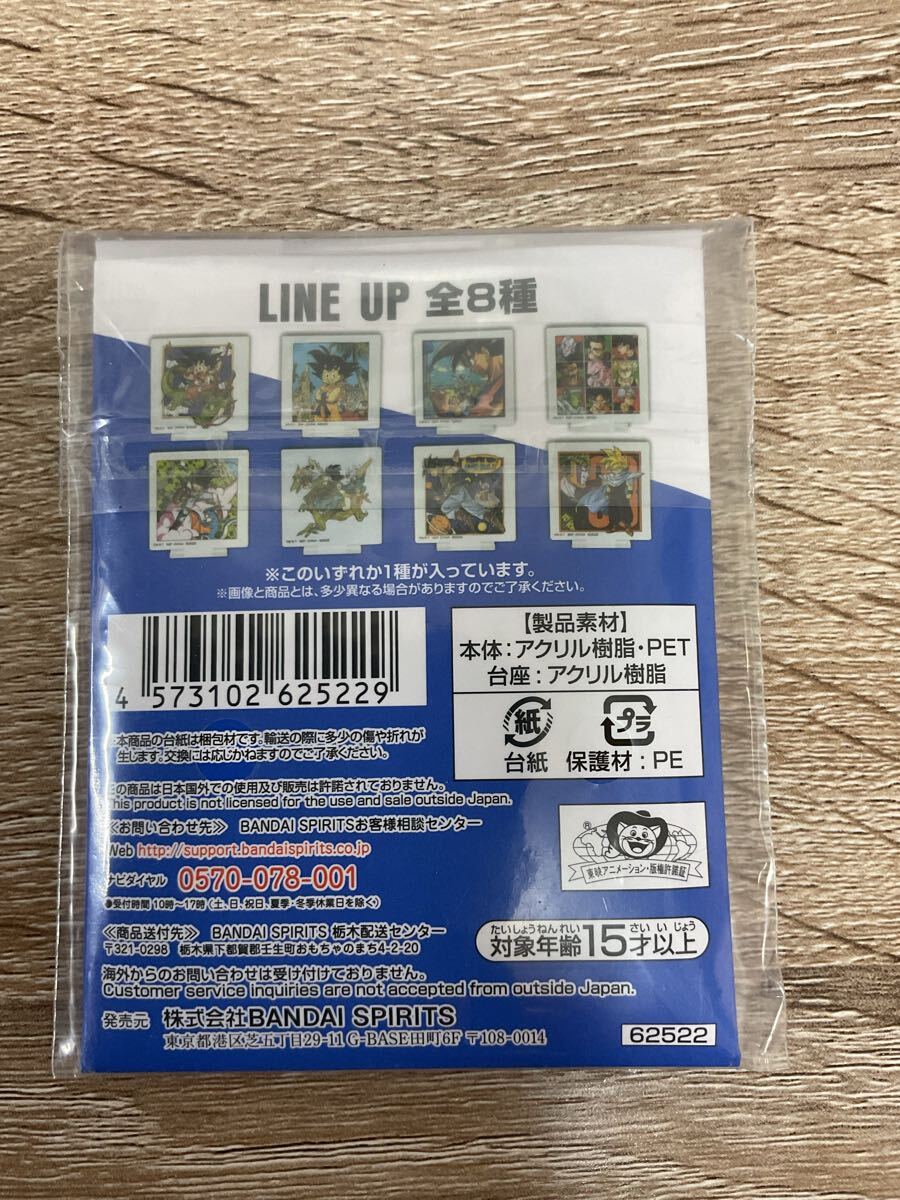 LINE UP 全8種
※このいずれか1種が入っています。
※画像と商品とは、多少異なる場合がありますのでご了承ください。
4 573102 625229
【製品素材】
本体：アクリル樹脂・PET
台座：アクリル樹脂
紙 プラ
台紙 保護材：PE
本商品の台紙は梱包材です。輸送の際に多少の傷や折れが
生じます。交換には応じかねますのでご了承ください。
の商品は日本国外での使用及び販売は許諾されておりません。
This product is not licensed for the use and sale outside Japan.
≪お問い合わせ先≫ BANDAI SPIRITSお客様相談センター
Web http://support.bandaispirits.co.jp
ナビダイヤル 0570-078-001
●受付時間 10時～17時（土、日、祝日、夏季・冬季休業日を除く）
®
東映アニメーション・版権許諾証
≪商品送付先≫ BANDAI SPIRITS 栃木配送センター
〒321-0298 栃木県下都賀郡壬生町おもちゃのまち4-2-20
たいしょうねんれい さい いじょう
対象年齢15才以上
海外からのお問い合わせは受け付けておりません。
Customer service inquiries are not accepted from outside Japan.
発売元 株式会社BANDAI SPIRITS
東京都港区芝五丁目29-11 G-BASE田町6F 〒108-0014
62522